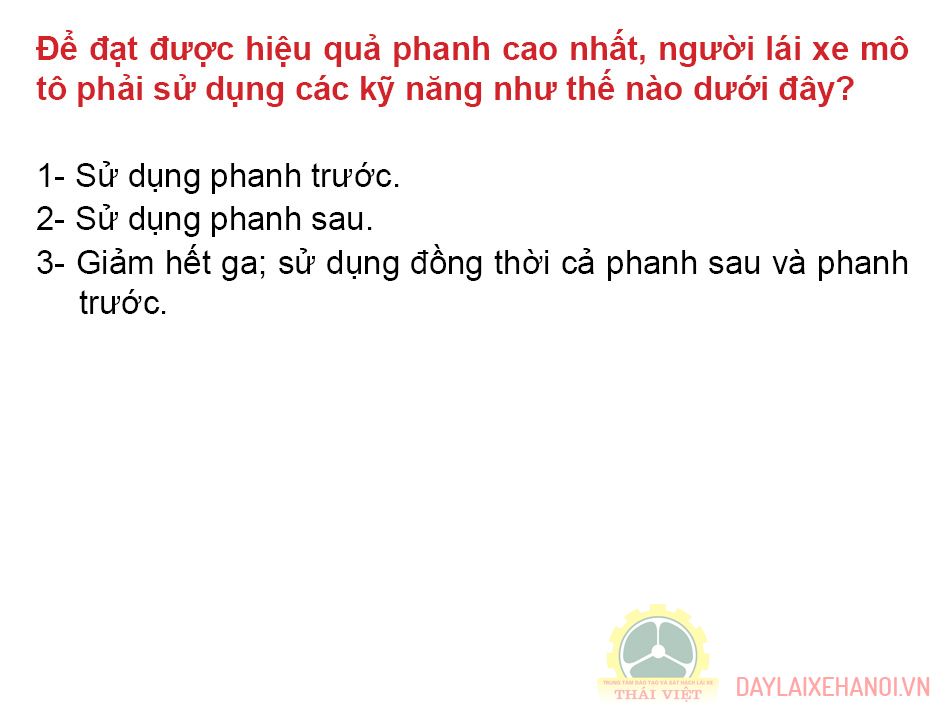 Để đạt được hiệu quả phanh cao nhất, người lái xe mô
tô phải sử dụng các kỹ năng như thế nào dưới đây?
1- Sử dụng phanh trước.
2- Sử dụng phanh sau.
3- Giảm hết ga; sử dụng đồng thời cả phanh sau và phanh
trước.
TRUNG TÂM ĐÀO TẠO VÀ SÁT HẠCH LÁI XE
THÁI VIỆT
DAYLAIXEHANOI.VN